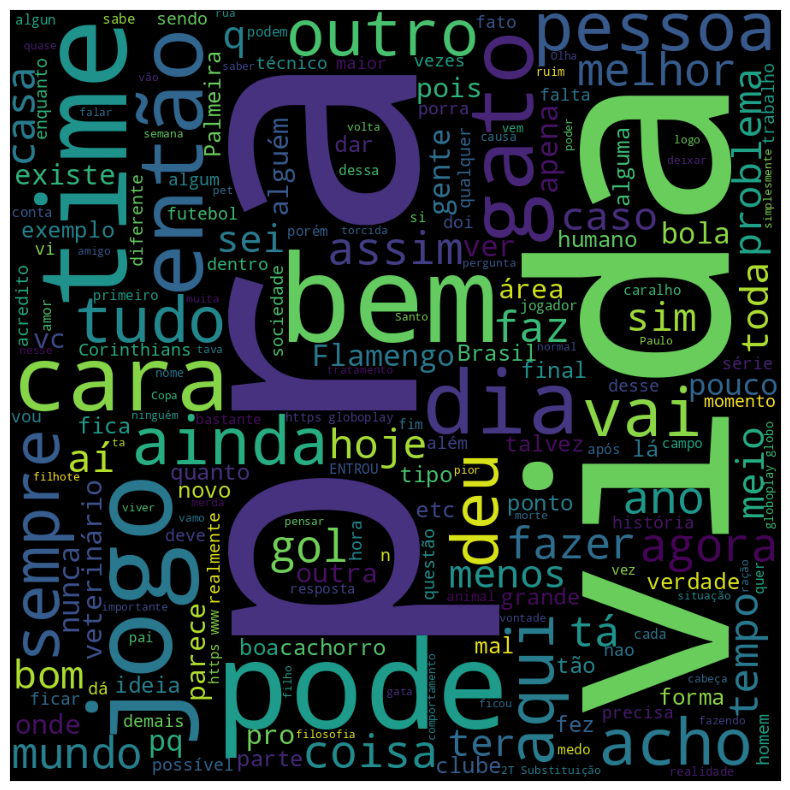 algun
sabe
sendo
rua
q
outro
podem
fato
pessoa
Olha
quase
time
então
saber
técnico
vezes
maior
gato
melhor
ruim
casa
enquanto
vão
falar
semana
Palmeira
pra
volta
dar
dessa
pois
porra
falta
vem
causa
poder
logo
deixar
problema
trabalho
simplesmente
existe
algum
alguém
gente
qualquer
apena
alguma
vida
conta
pet
futebol
torcida
si
doi
caso
exemplo
amigo
diferente
porém
sei
assim
ver
humano
bola
vi
dentro
pergunta
acredito
amor
primeiro
sociedade
bem
área
jogador
caralho
toda
tudo
muita
Santo
faz
sim
vc
Corinthians
tava
Flamengo
Brasil
normal
Paulo
nesse
nome
tratamento
final
série
cara
Copa
dia
desse
pouco
vou
ninguém
fica
bastante
https globoplay
fim
vai
momento
ainda
hoje
além
talvez
após
lá
campo
meio
globoplay globo
sempre
aí
ta
quanto
ENTROU
tipo
pior
deu
ano
filhote
novo
etc
ponto
história
jogo
viver
vamo
merda
pensar
hora
nunca
veterinário
deve
realmente
https www
gol
n
questão
morte
fazer
agora
vez
quer
outra
resposta
menos
verdade
ração
situação
importante
animal
grande
pai
parece
boa
cachorro
mal
vontade
aqui
tá
cada
nao
cabeça
tempo
bom
dá
ideia
filho
gata
pode
comportamento
tão
ficar
ficou
precisa
forma
onde
demais
pro
filosofia
fez
fazendo
homem
mundo
pq
coisa
ter
medo
acho
possível
parte
clube
2T Substituição
realidade